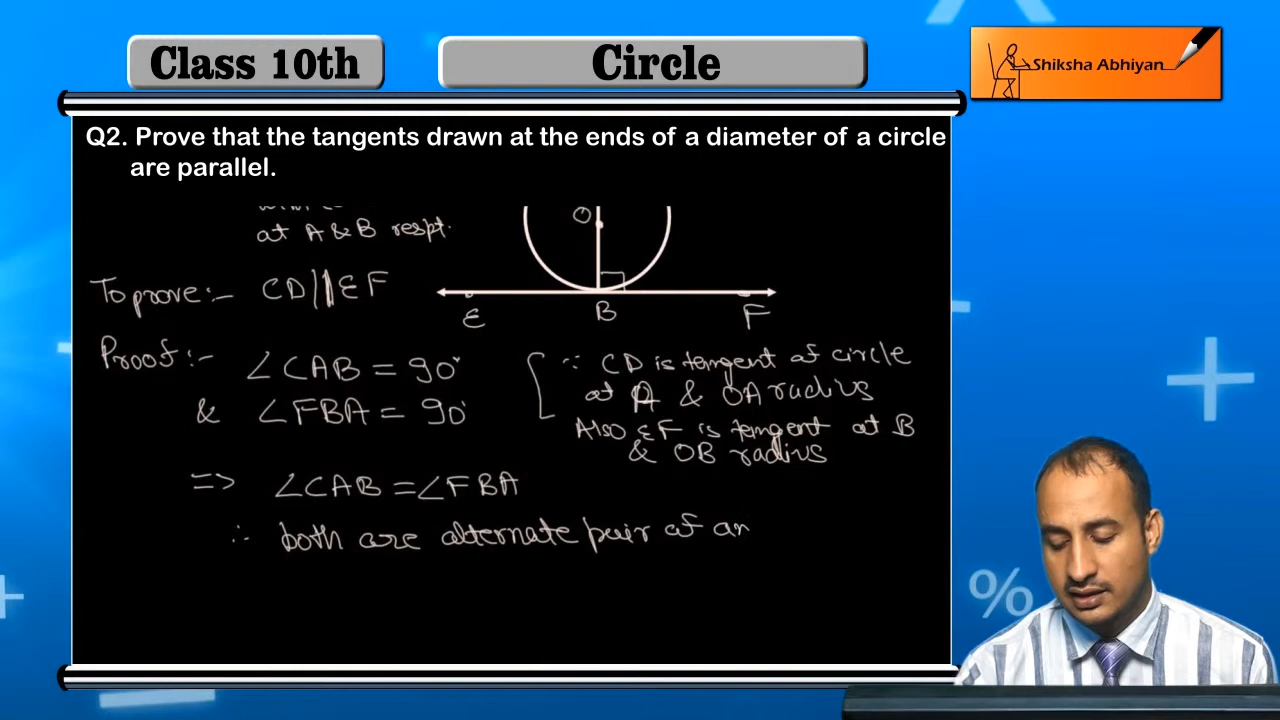 Class 10th
Circle
Shiksha Abhiyan
Q2. Prove that the tangents drawn at the ends of a diameter of a circle
are parallel.
at A & B respt.
O
To prove:- CD||EF
E B F
Proof:- ∠CAB = 90°
& ∠FBA = 90°
∵ CD is tangent of circle
at A & OA radius
Also EF is tangent at B
& OB radius
=> ∠CAB = ∠FBA
∴ both are alternate pair of an
%